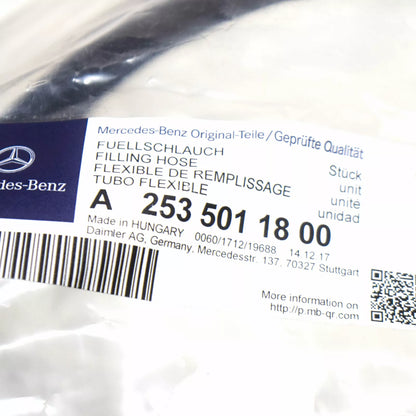 Mercedes-Benz Original-Teile/Geprüfte Qualität
FUELLSCHLAUCH
FILLING HOSE
FLEXIBLE DE REMPLISSAGE
TUBO FLEXIBLE
Stück
unit
unité
unidad
des-Benz
A 253 501 18 00
Made in HUNGARY 0060/1712/19688 14.12.17
Daimler AG, Germany, Mercedesstr. 137, 70327 Stuttgart
More information on
http://p.mb-qr.com/